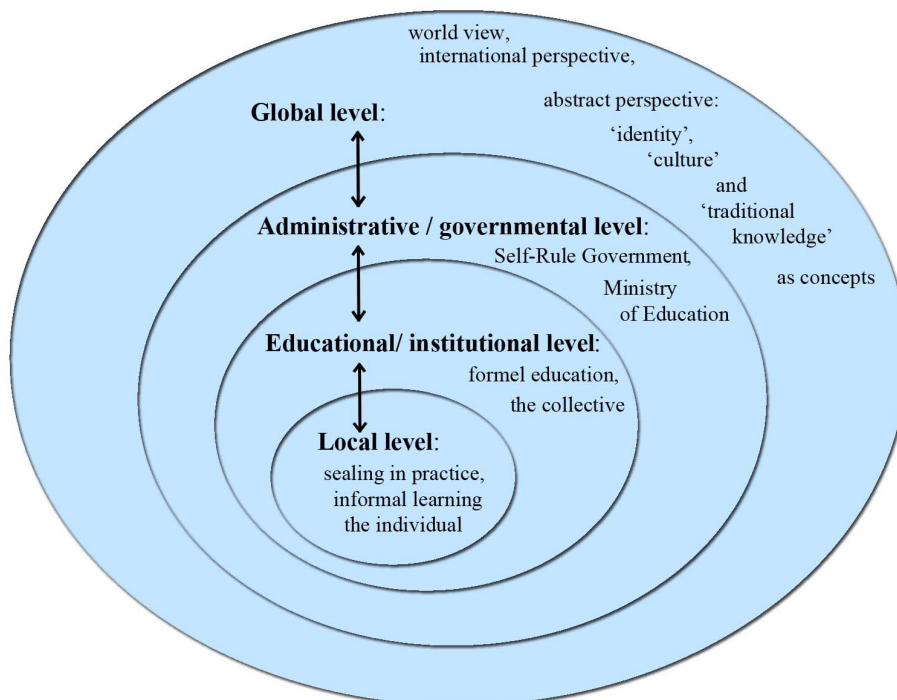 world view,
international perspective,
Global level:
abstract perspective:
‘identity’,
‘culture’
and
‘traditional
knowledge’
as concepts
Administrative / governmental level:
Self-Rule Government,
Ministry
of Education
Educational/ institutional level:
formel education,
the collective
Local level:
sealing in practice,
informal learning
the individual